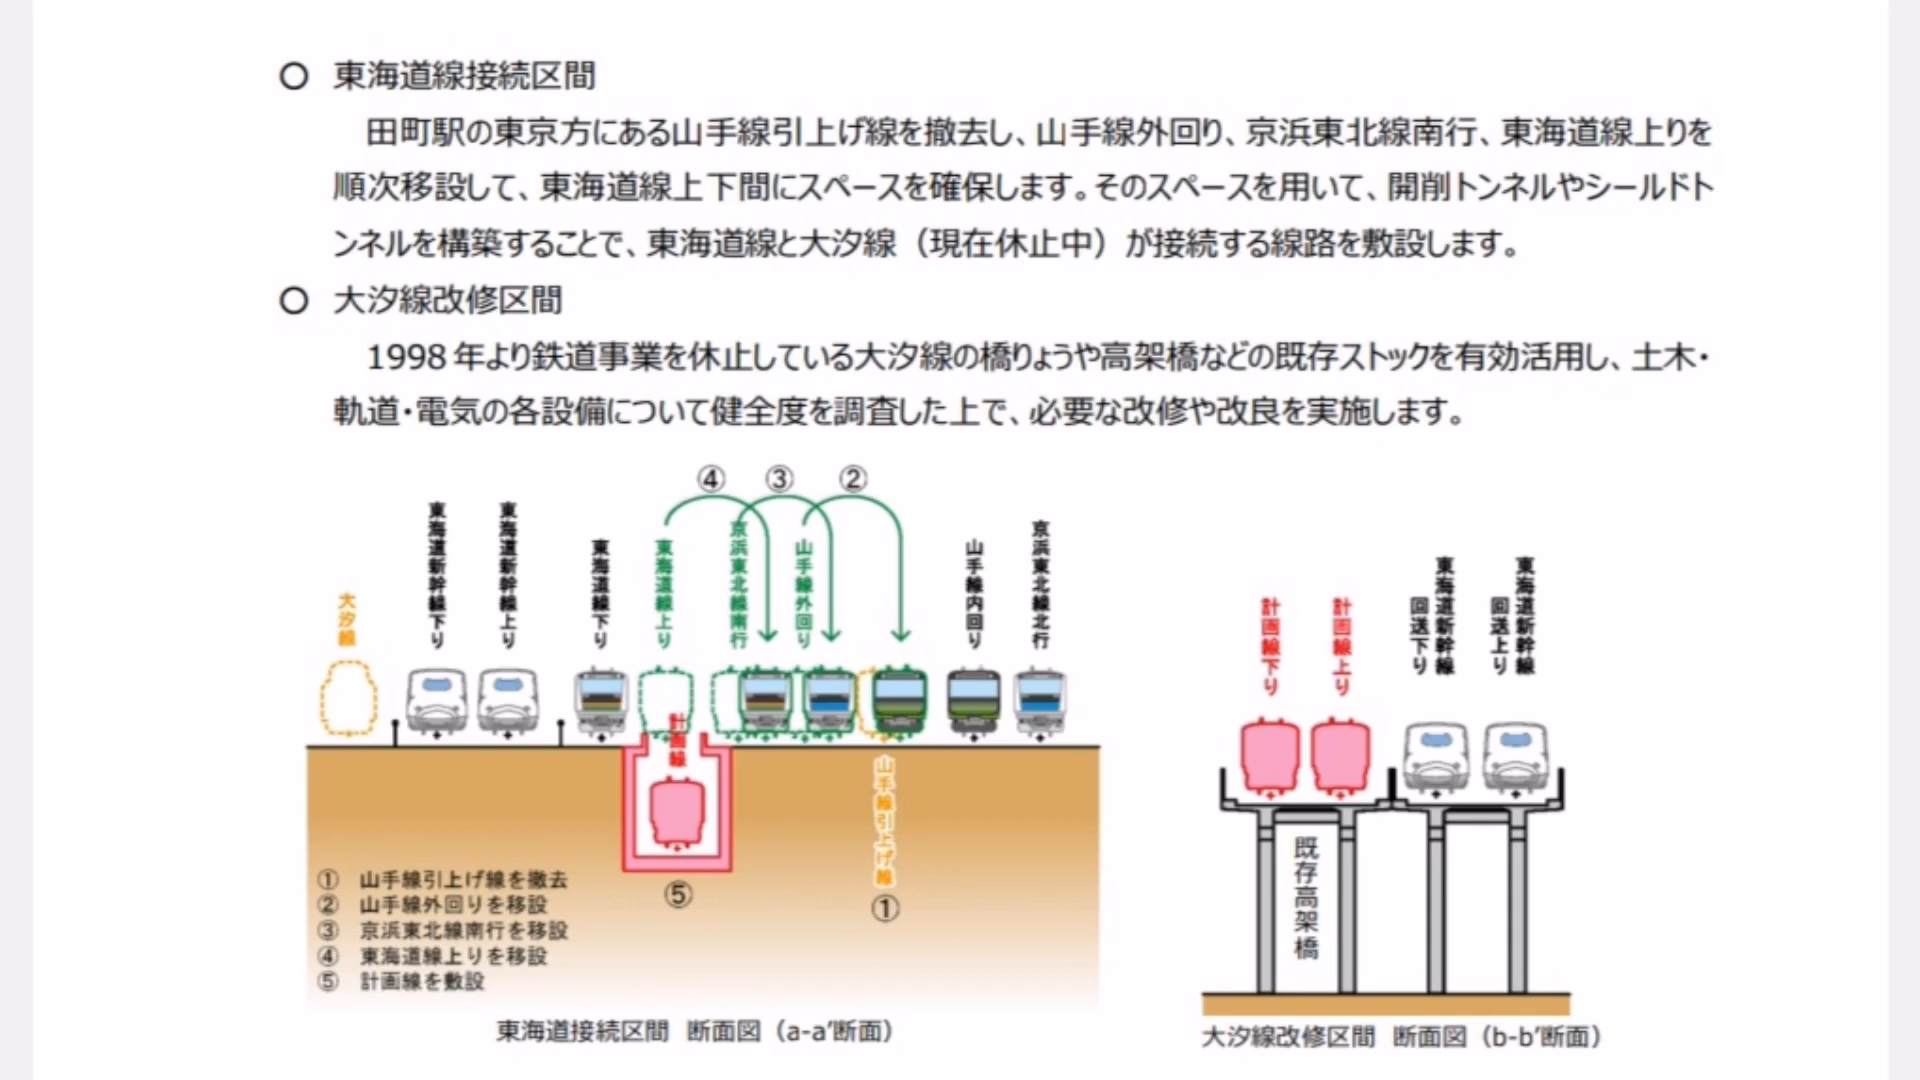 ○ 東海道線接続区間
田町駅の東京方にある山手線引上げ線を撤去し、山手線外回り、京浜東北線南行、東海道線上りを
順次移設して、東海道線上下間にスペースを確保します。そのスペースを用いて、開削トンネルやシールドト
ンネルを構築することで、東海道線と大汐線（現在休止中）が接続する線路を敷設します。
○ 大汐線改修区間
1998 年より鉄道事業を休止している大汐線の橋りょうや高架橋などの既存ストックを有効活用し、土木・
軌道・電気の各設備について健全度を調査した上で、必要な改修や改良を実施します。
④ ③ ②
大汐線
東海道新幹線下り
東海道新幹線上り
東海道線下り
東海道線上り
京浜東北線南行
山手線外回り
山手線内回り
京浜東北線北行
計画線
⑤
山手線引上げ線
①
① 山手線引上げ線を撤去
② 山手線外回りを移設
③ 京浜東北線南行を移設
④ 東海道線上りを移設
⑤ 計画線を敷設
東海道接続区間 断面図（a-a’断面）
計画線下り
計画線上り
東海道新幹線
回送下り
東海道新幹線
回送上り
既存高架橋
大汐線改修区間 断面図（b-b’断面）